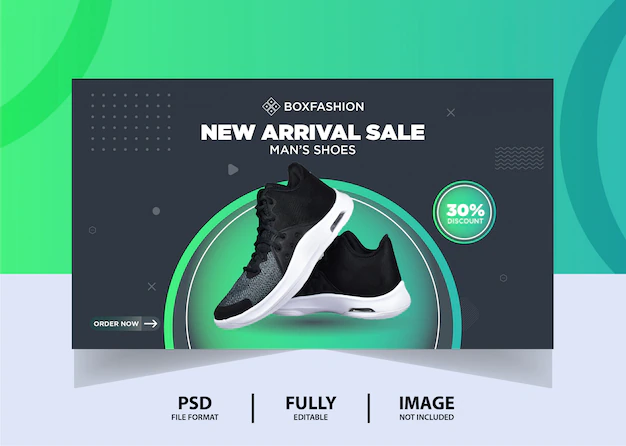 BOXFASHION
NEW ARRIVAL SALE
MAN'S SHOES
30%
DISCOUNT
ORDER NOW
PSD
FILE FORMAT
FULLY
EDITABLE
IMAGE
NOT INCLUDED